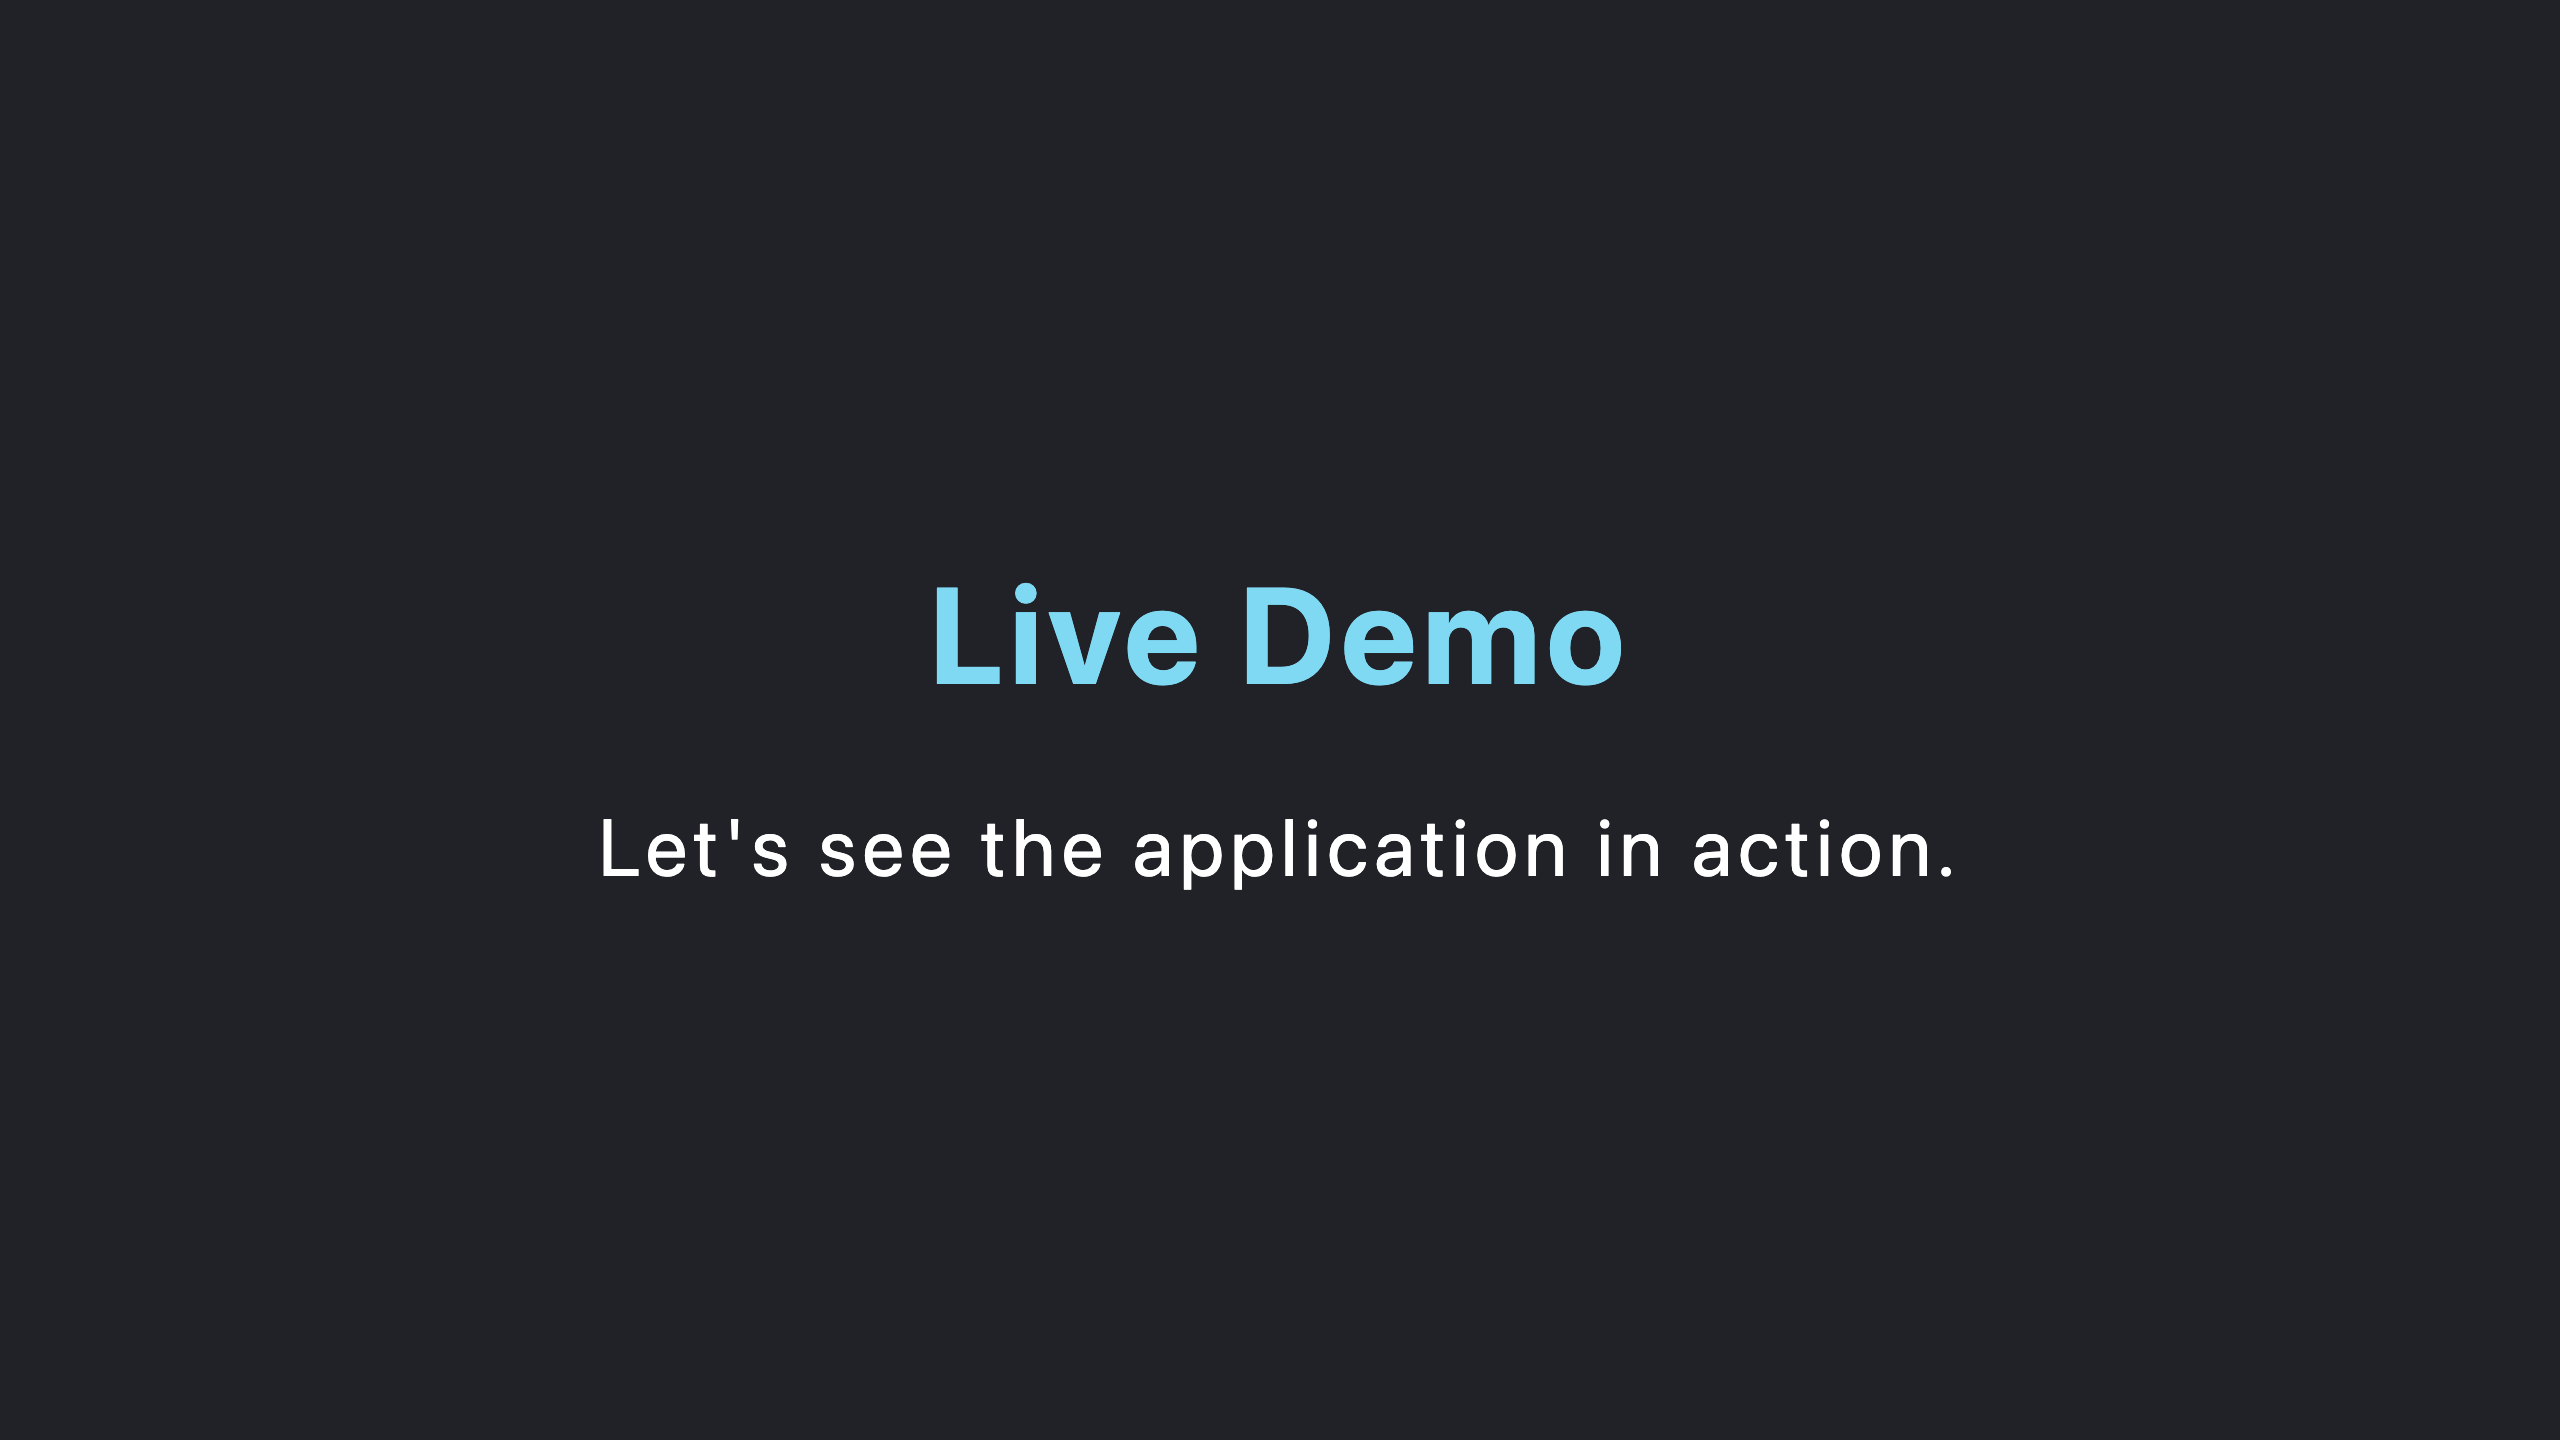 Live Demo
Let's see the application in action.